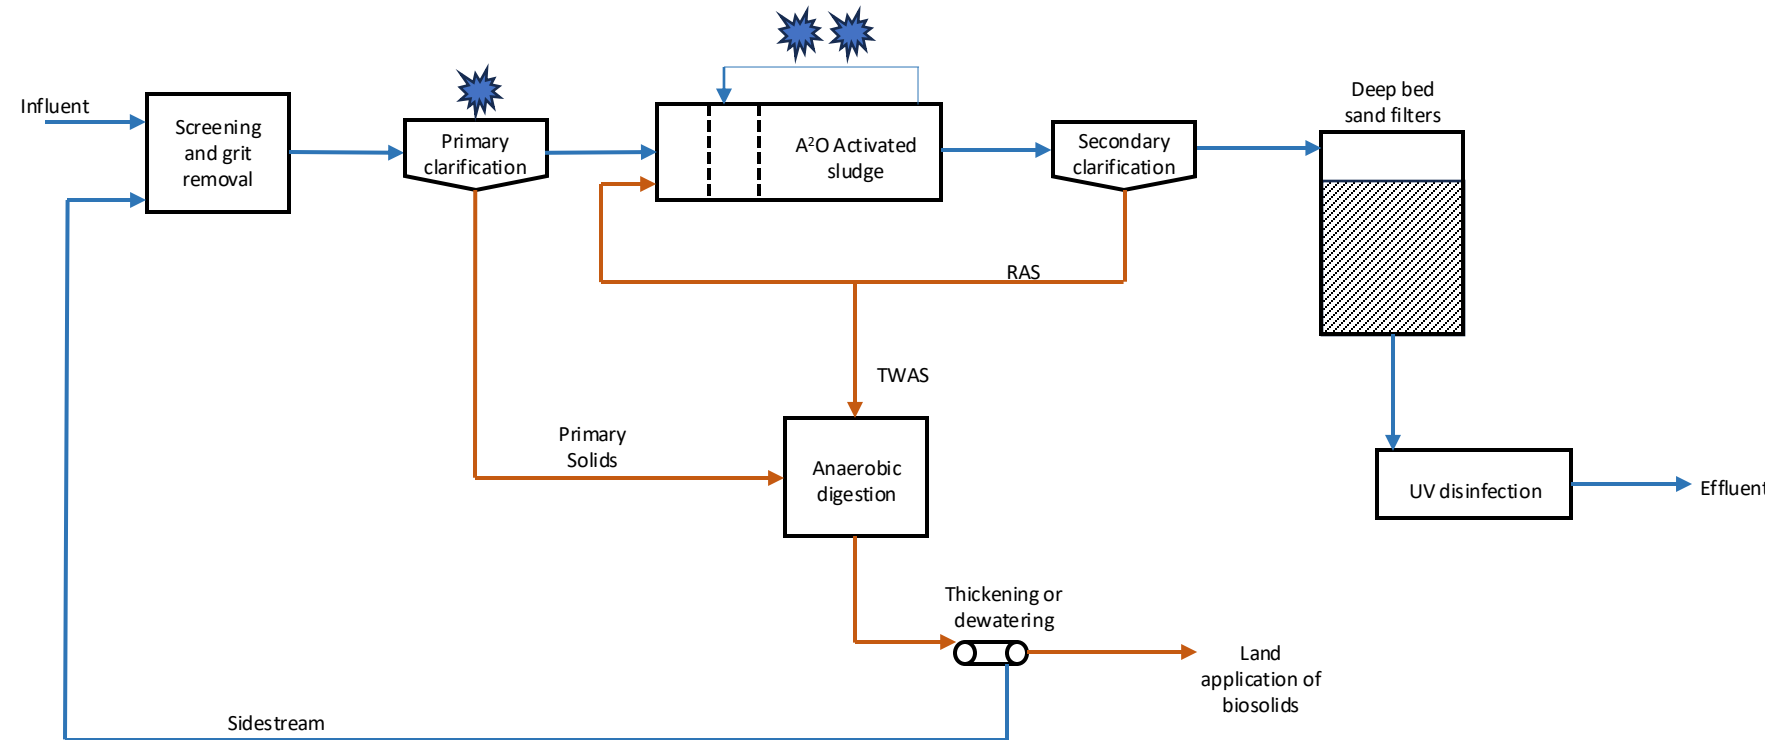 Influent
Screening
and grit
removal
Primary
clarification
A²O Activated
sludge
Secondary
clarification
Deep bed
sand filters
RAS
TWAS
Primary
Solids
Anaerobic
digestion
UV disinfection
Effluent
Thickening or
dewatering
Land
application of
biosolids
Sidestream